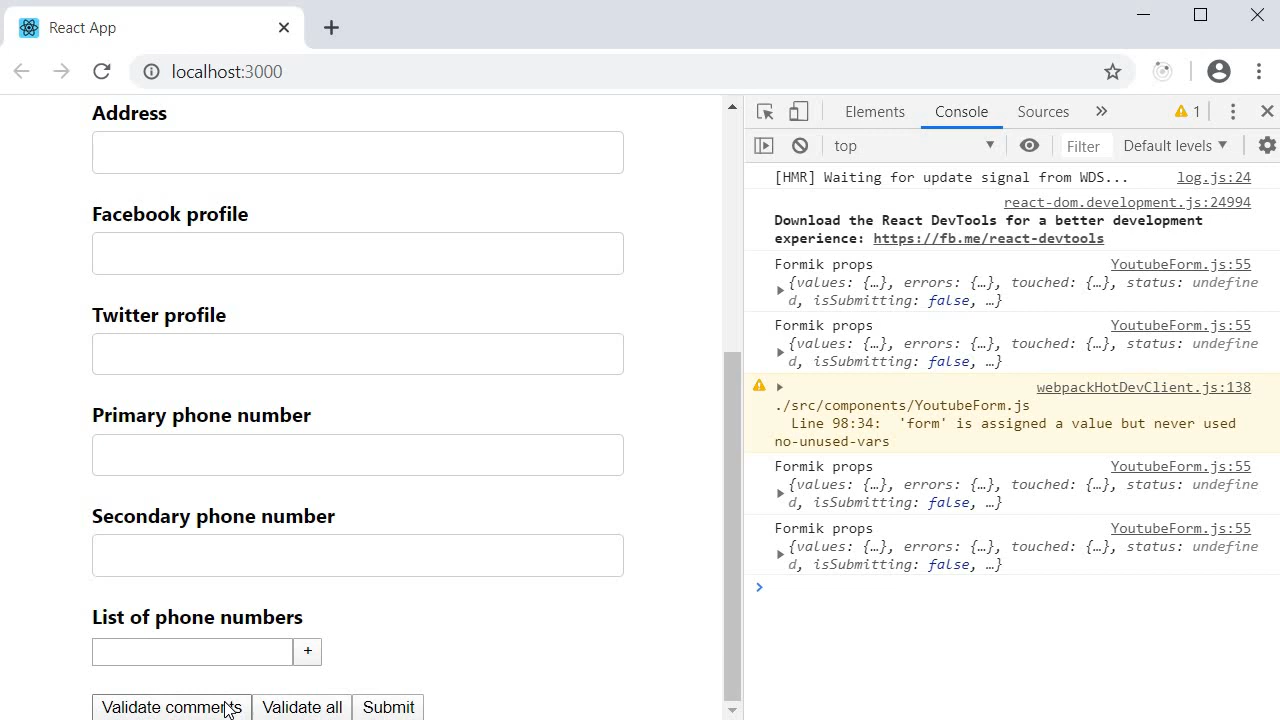 React App
localhost:3000
Address
Facebook profile
Twitter profile
Primary phone number
Secondary phone number
List of phone numbers
+
Validate comments Validate all Submit
Elements Console Sources 1
top Filter Default levels
[HMR] Waiting for update signal from WDS... log.js:24
react-dom.development.js:24994
Download the React DevTools for a better development
experience: https://fb.me/react-devtools
Formik props YoutubeForm.js:55
{values: {…}, errors: {…}, touched: {…}, status: undefine
d, isSubmitting: false, …}
Formik props YoutubeForm.js:55
{values: {…}, errors: {…}, touched: {…}, status: undefine
d, isSubmitting: false, …}
webpackHotDevClient.js:138
./src/components/YoutubeForm.js
Line 98:34: 'form' is assigned a value but never used
no-unused-vars
Formik props YoutubeForm.js:55
{values: {…}, errors: {…}, touched: {…}, status: undefine
d, isSubmitting: false, …}
Formik props YoutubeForm.js:55
{values: {…}, errors: {…}, touched: {…}, status: undefine
d, isSubmitting: false, …}